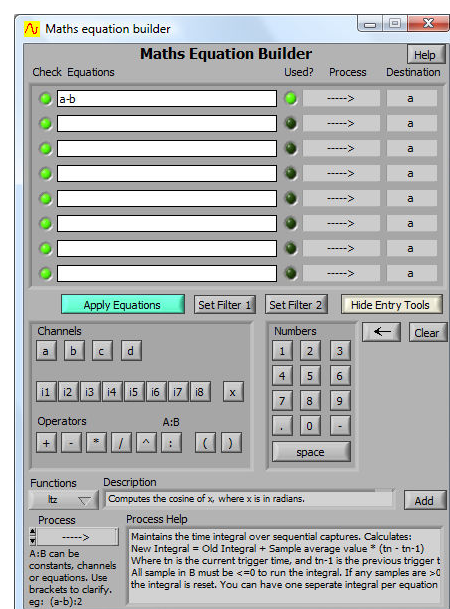 Maths equation builder
Maths Equation Builder
Help
Check Equations Used? Process Destination
a-b -----> a
-----> a
-----> a
-----> a
-----> a
-----> a
-----> a
-----> a
Apply Equations Set Filter 1 Set Filter 2 Hide Entry Tools
Channels Numbers ← Clear
a b c d 1 2 3
4 5 6
i1 i2 i3 i4 i5 i6 i7 i8 x 7 8 9
Operators A:B . 0 -
+ - * / ^ : ( ) space
Functions Description
ltz Computes the cosine of x, where x is in radians. Add
Process Process Help
-----> Maintains the time integral over sequential captures. Calculates:
New Integral = Old Integral + Sample average value * (tn - tn-1)
A:B can be Where tn is the current trigger time, and tn-1 is the previous trigger t
constants, channels All sample in B must be <=0 to run the integral. If any samples are >0
or equations. Use the integral is reset. You can have one seperate integral per equation
brackets to clarify.
eg: (a-b):2